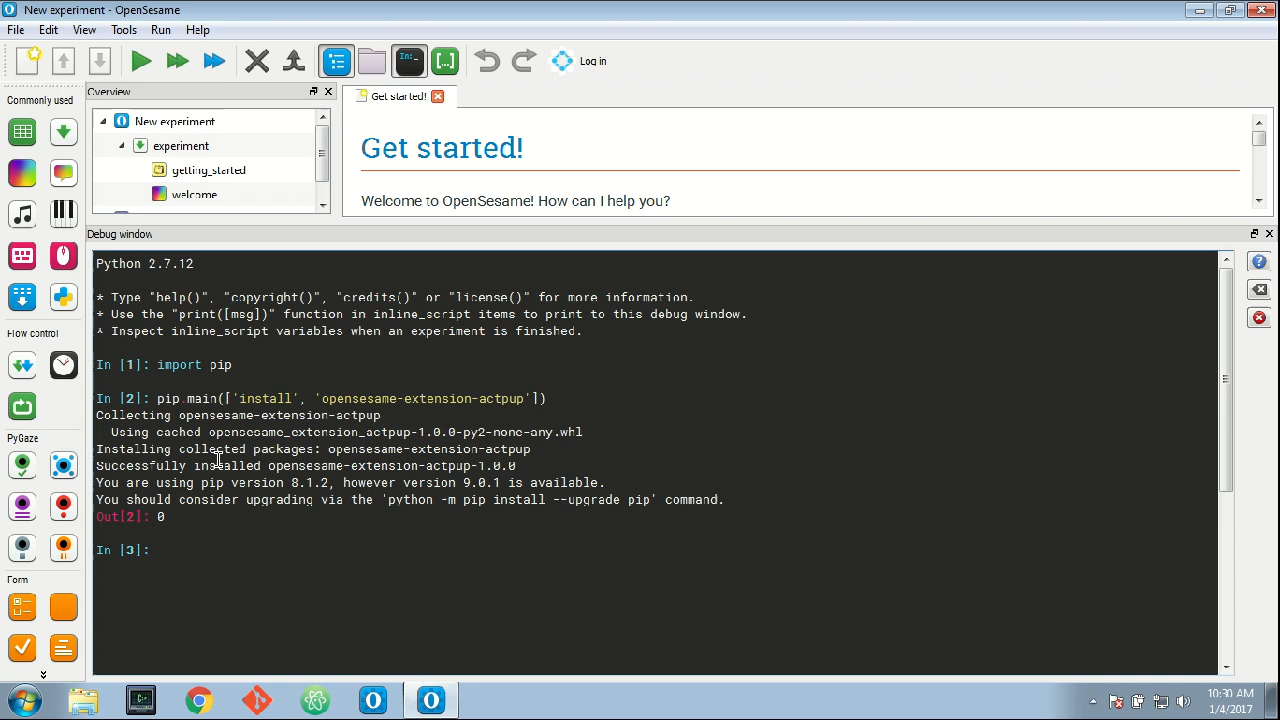 New experiment - OpenSesame
File Edit View Tools Run Help
In:_
[...]
Log in
Commonly used
Overview
Get started!
New experiment
experiment
getting_started
welcome
Get started!
Welcome to OpenSesame! How can I help you?
Debug window
Python 2.7.12
* Type "help()", "copyright()", "credits()" or "license()" for more information.
* Use the "print([msg])" function in inline_script items to print to this debug window.
* Inspect inline_script variables when an experiment is finished.
In [1]: import pip
In [2]: pip.main(['install', 'opensesame-extension-actpup'])
Collecting opensesame-extension-actpup
Using cached opensesame_extension_actpup-1.0.0-py2-none-any.whl
Installing collected packages: opensesame-extension-actpup
Successfully installed opensesame-extension-actpup-1.0.0
You are using pip version 8.1.2, however version 9.0.1 is available.
You should consider upgrading via the 'python -m pip install --upgrade pip' command.
Out[2]: 0
In [3]:
Flow control
PyGaze
Form
10:30 AM
1/4/2017